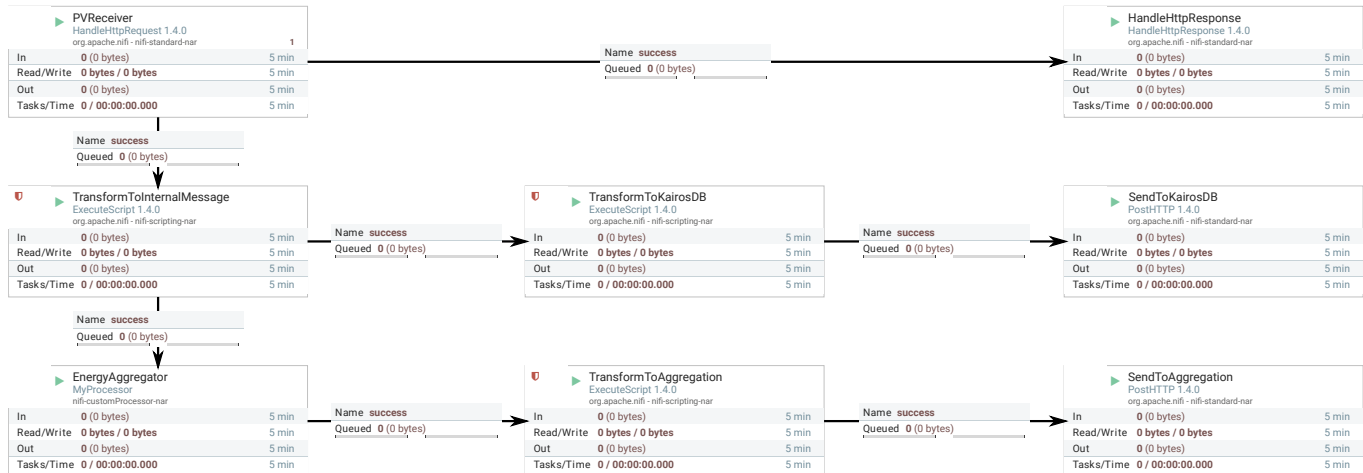 PVReceiver
HandleHttpRequest 1.4.0
org.apache.nifi - nifi-standard-nar
1
In 0 (0 bytes) 5 min
Read/Write 0 bytes / 0 bytes 5 min
Out 0 (0 bytes) 5 min
Tasks/Time 0 / 00:00:00.000 5 min
Name success
Queued 0 (0 bytes)
HandleHttpResponse
HandleHttpResponse 1.4.0
org.apache.nifi - nifi-standard-nar
In 0 (0 bytes) 5 min
Read/Write 0 bytes / 0 bytes 5 min
Out 0 (0 bytes) 5 min
Tasks/Time 0 / 00:00:00.000 5 min
Name success
Queued 0 (0 bytes)
TransformToInternalMessage
ExecuteScript 1.4.0
org.apache.nifi - nifi-scripting-nar
In 0 (0 bytes) 5 min
Read/Write 0 bytes / 0 bytes 5 min
Out 0 (0 bytes) 5 min
Tasks/Time 0 / 00:00:00.000 5 min
Name success
Queued 0 (0 bytes)
TransformToKairosDB
ExecuteScript 1.4.0
org.apache.nifi - nifi-scripting-nar
In 0 (0 bytes) 5 min
Read/Write 0 bytes / 0 bytes 5 min
Out 0 (0 bytes) 5 min
Tasks/Time 0 / 00:00:00.000 5 min
Name success
Queued 0 (0 bytes)
SendToKairosDB
PostHTTP 1.4.0
org.apache.nifi - nifi-standard-nar
In 0 (0 bytes) 5 min
Read/Write 0 bytes / 0 bytes 5 min
Out 0 (0 bytes) 5 min
Tasks/Time 0 / 00:00:00.000 5 min
Name success
Queued 0 (0 bytes)
EnergyAggregator
MyProcessor
nifi-customProcessor-nar
In 0 (0 bytes) 5 min
Read/Write 0 bytes / 0 bytes 5 min
Out 0 (0 bytes) 5 min
Tasks/Time 0 / 00:00:00.000 5 min
Name success
Queued 0 (0 bytes)
TransformToAggregation
ExecuteScript 1.4.0
org.apache.nifi - nifi-scripting-nar
In 0 (0 bytes) 5 min
Read/Write 0 bytes / 0 bytes 5 min
Out 0 (0 bytes) 5 min
Tasks/Time 0 / 00:00:00.000 5 min
Name success
Queued 0 (0 bytes)
SendToAggregation
PostHTTP 1.4.0
org.apache.nifi - nifi-standard-nar
In 0 (0 bytes) 5 min
Read/Write 0 bytes / 0 bytes 5 min
Out 0 (0 bytes) 5 min
Tasks/Time 0 / 00:00:00.000 5 min